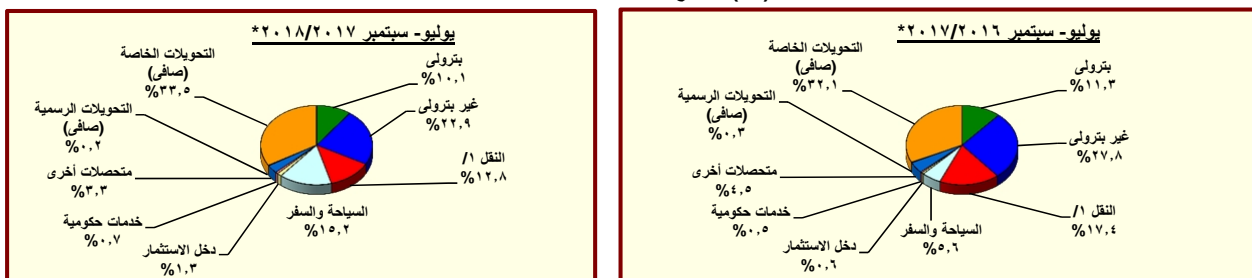 يوليو- سبتمبر ٢٠١٧/٢٠١٦*
بترولى
%١١,٣
غير بترولى
%٢٧,٨
النقل ١/
%١٧,٤
السياحة والسفر
%٥,٦
دخل الاستثمار
%٠,٦
خدمات حكومية
%٠,٥
متحصلات أخرى
%٤,٥
التحويلات الرسمية
(صافى)
%٠,٣
التحويلات الخاصة
(صافى)
%٣٢,١
يوليو- سبتمبر ٢٠١٨/٢٠١٧*
بترولى
%١٠,١
غير بترولى
%٢٢,٩
النقل ١/
%١٢,٨
السياحة والسفر
%١٥,٢
دخل الاستثمار
%١,٣
خدمات حكومية
%٠,٧
متحصلات أخرى
%٣,٣
التحويلات الرسمية
(صافى)
%٠,٢
التحويلات الخاصة
(صافى)
%٣٣,٥